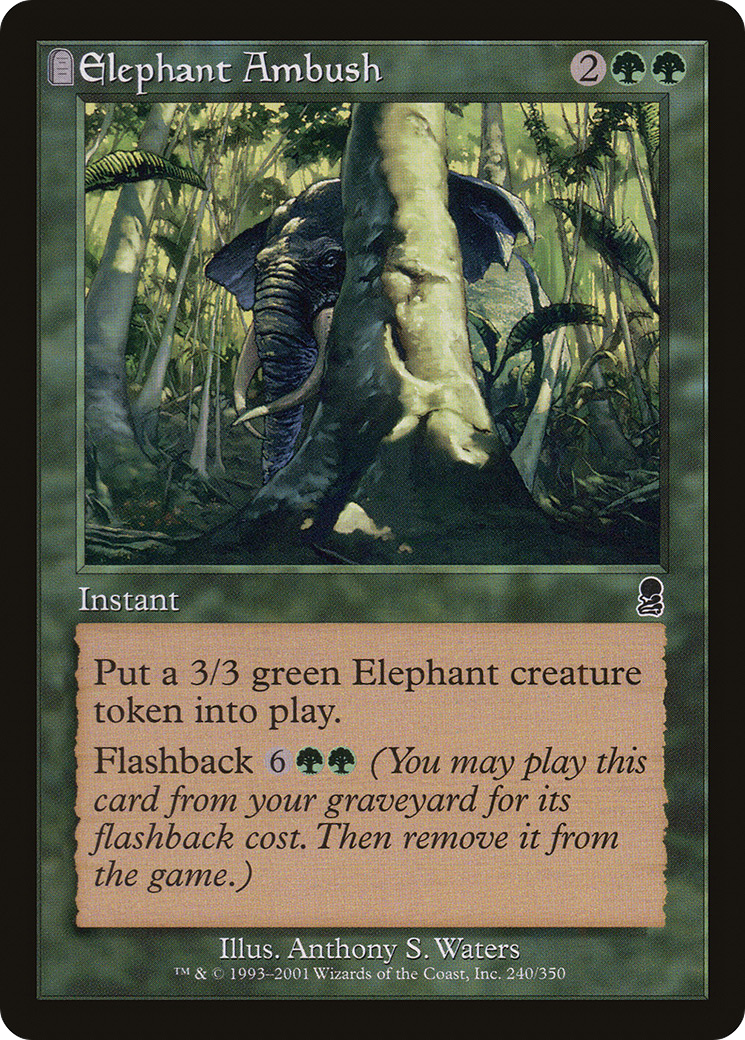 Elephant Ambush 2
Instant
Put a 3/3 green Elephant creature
token into play.
Flashback 6 (You may play this
card from your graveyard for its
flashback cost. Then remove it from
the game.)
Illus. Anthony S. Waters
™ & © 1993–2001 Wizards of the Coast, Inc. 240/350